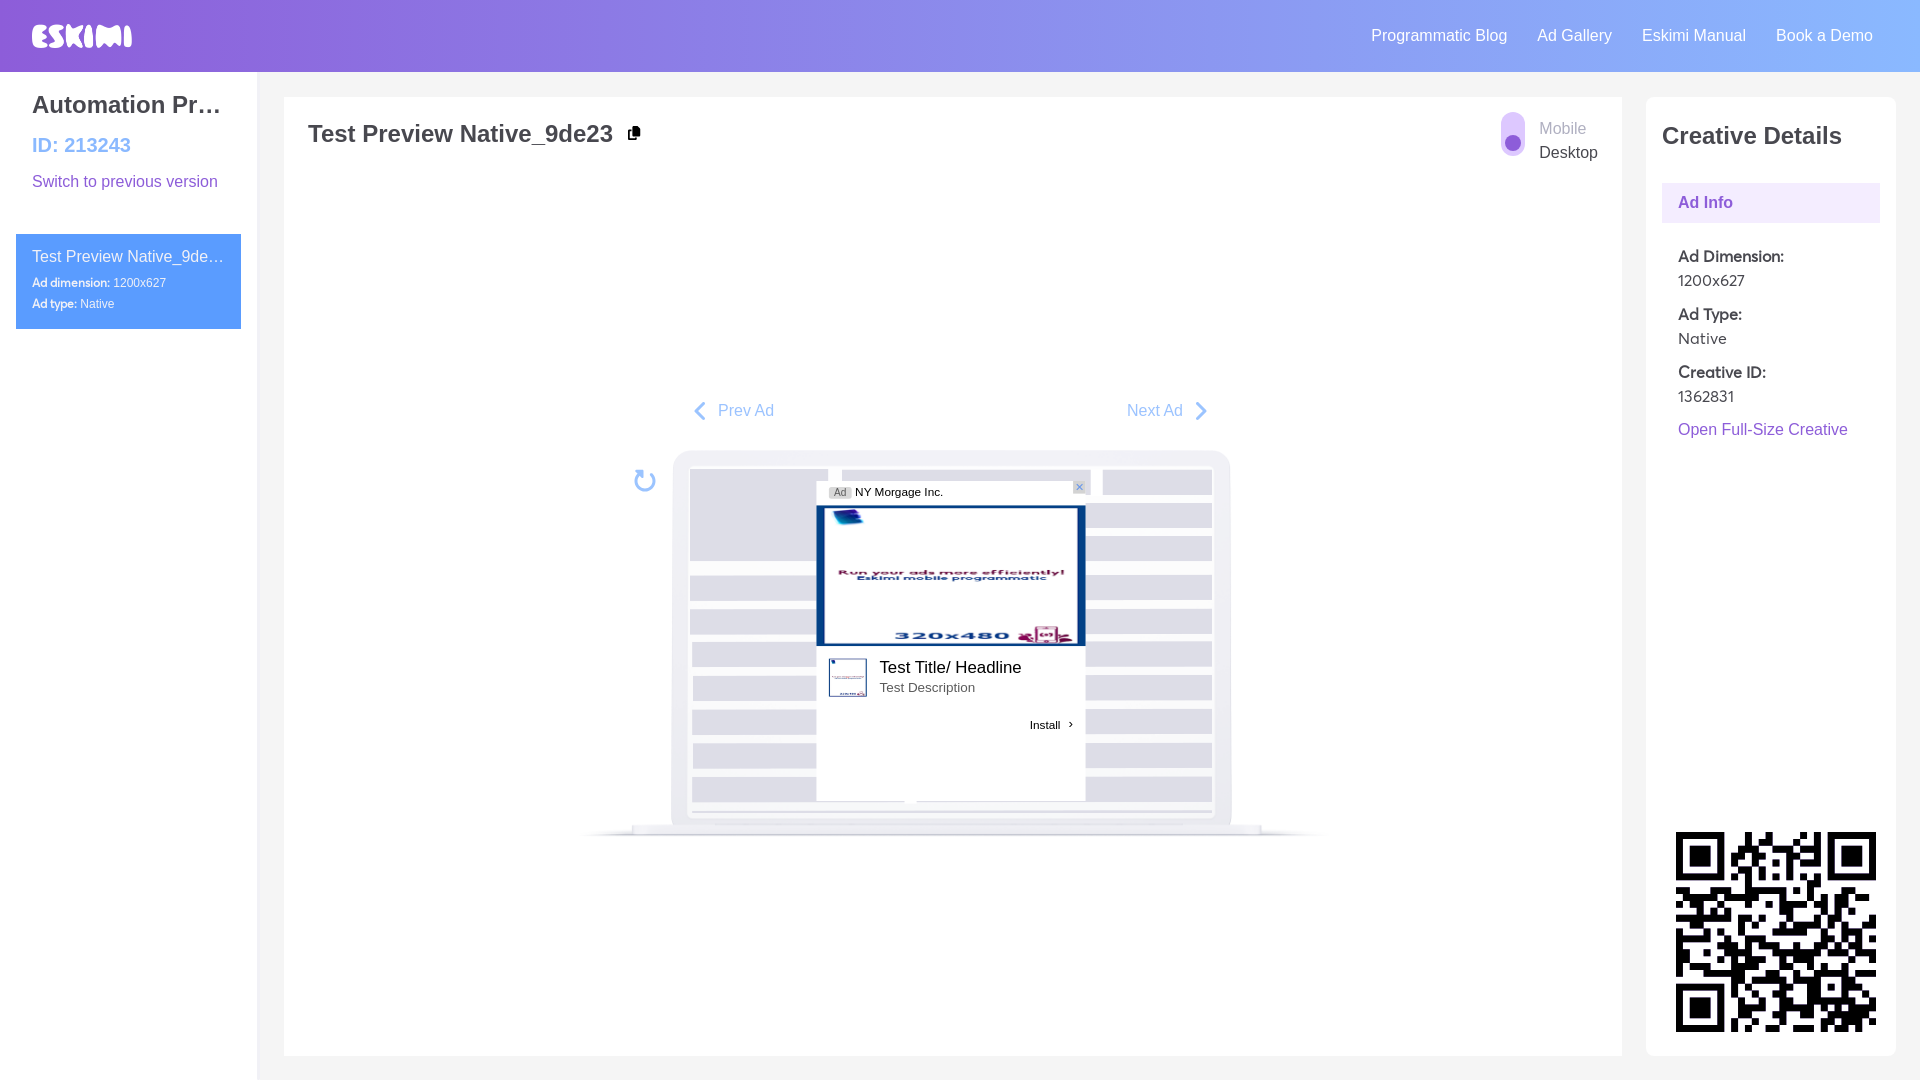 ESKIMI
Programmatic Blog
Ad Gallery
Eskimi Manual
Book a Demo
Automation Pr…
ID: 213243
Switch to previous version
Test Preview Native_9de…
Ad dimension: 1200x627
Ad type: Native
Test Preview Native_9de23
Mobile
Desktop
Prev Ad
Next Ad
Ad NY Morgage Inc.
Run your ads more efficiently!
Eskimi mobile programmatic
320x480
Test Title/ Headline
Test Description
Install
Creative Details
Ad Info
Ad Dimension:
1200x627
Ad Type:
Native
Creative ID:
1362831
Open Full-Size Creative